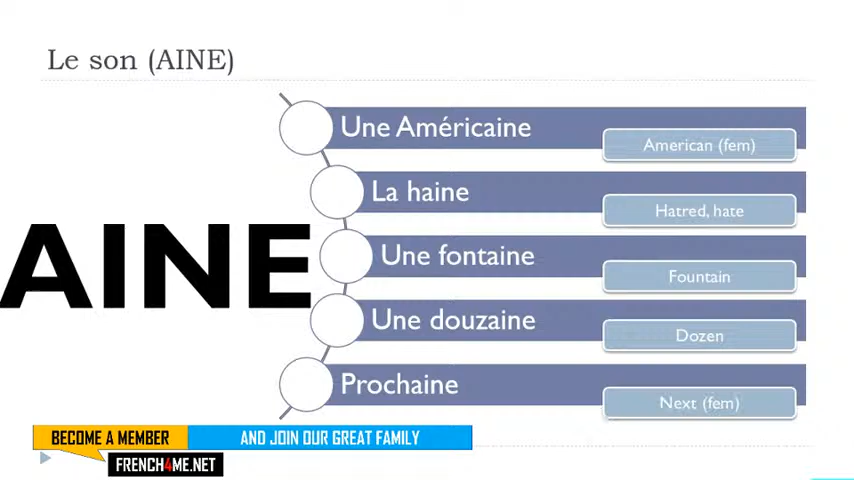 Le son (AINE)
AINE
Une Américaine
American (fem)
La haine
Hatred, hate
Une fontaine
Fountain
Une douzaine
Dozen
Prochaine
Next (fem)
BECOME A MEMBER
AND JOIN OUR GREAT FAMILY
FRENCH4ME.NET